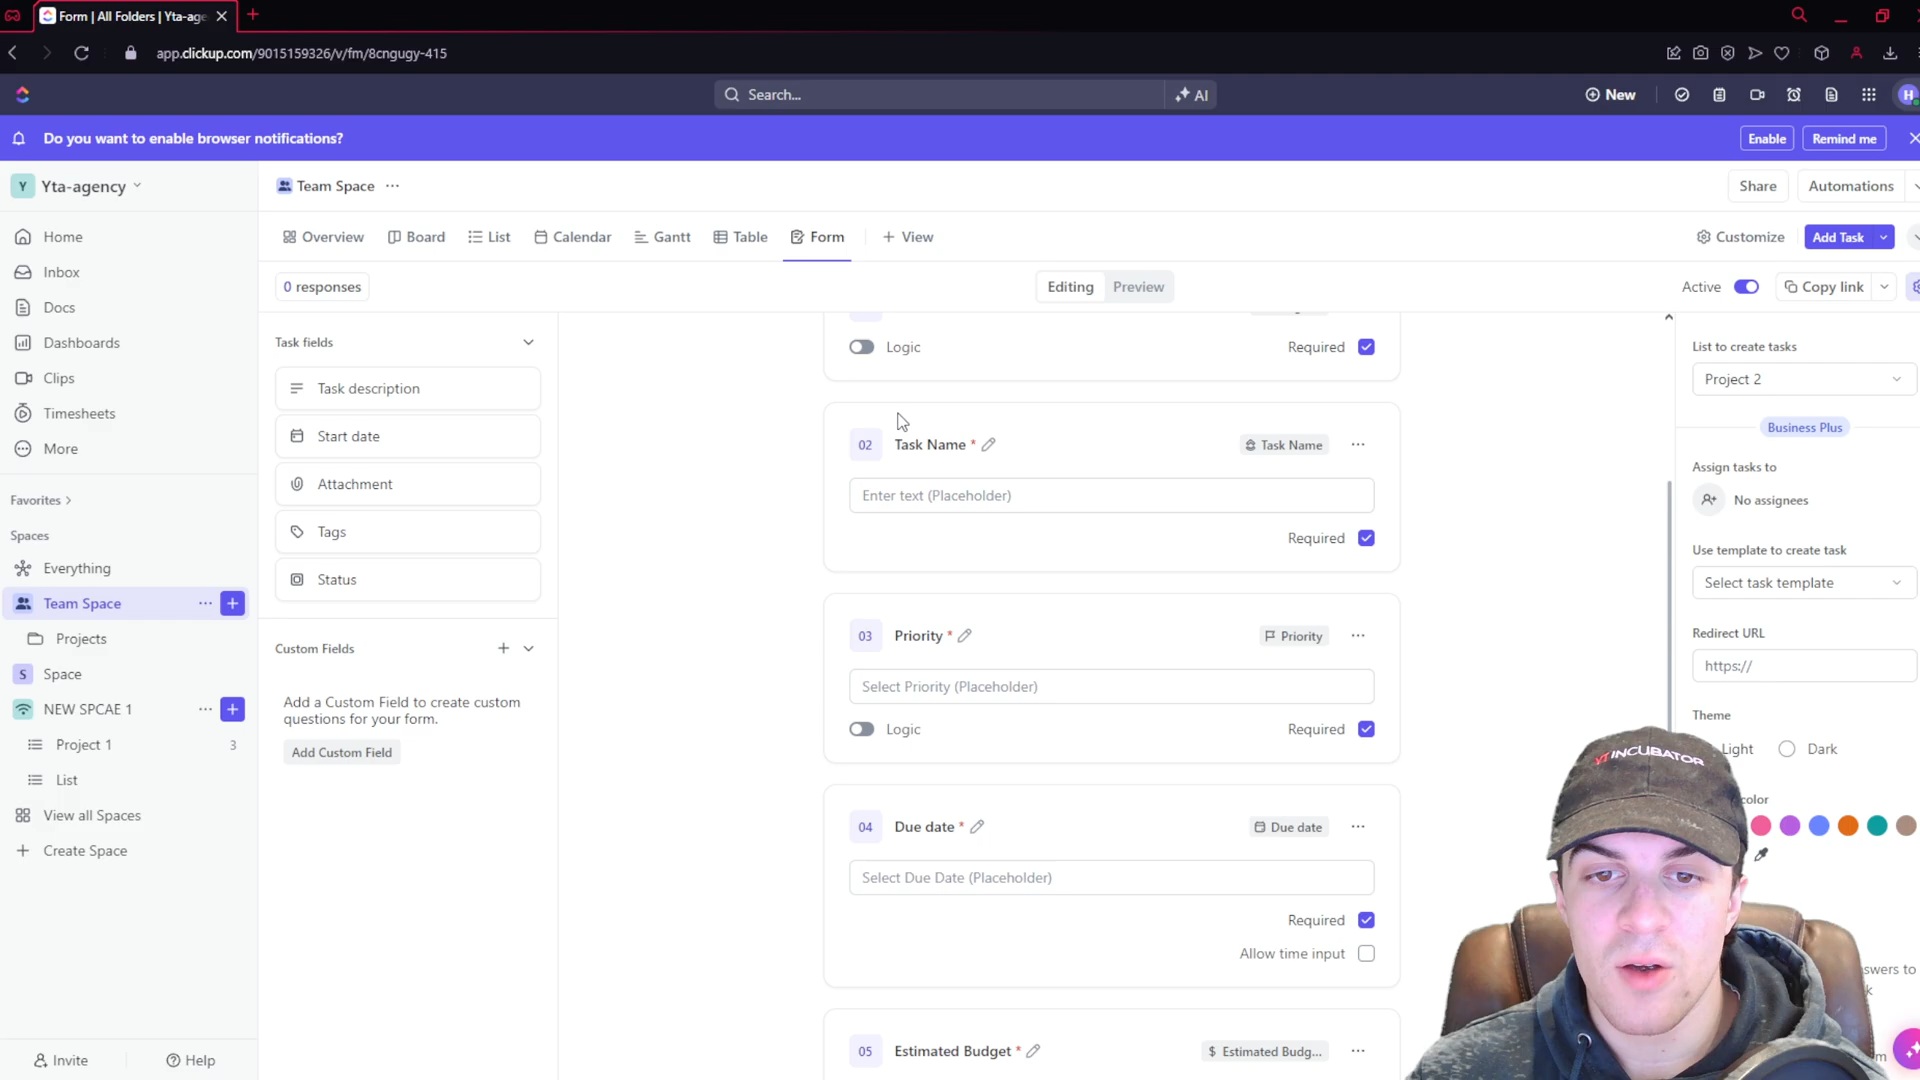 Form | All Folders | Yta-age
app.clickup.com/9015159326/v/fm/8cngugy-415
Search...
AI
New
H
Do you want to enable browser notifications?
Enable
Remind me
Y
Yta-agency
Team Space
Share
Automations
Home
Inbox
Docs
Dashboards
Clips
Timesheets
More
Favorites
Spaces
Everything
Team Space
Projects
S
Space
NEW SPCAE 1
Project 1
3
List
View all Spaces
Create Space
Invite
Help
Overview
Board
List
Calendar
Gantt
Table
Form
View
Customize
Add Task
0 responses
Editing
Preview
Active
Copy link
Task fields
Task description
Start date
Attachment
Tags
Status
Custom Fields
Add a Custom Field to create custom
questions for your form.
Add Custom Field
Logic
Required
02
Task Name *
Task Name
Enter text (Placeholder)
Required
03
Priority *
Priority
Select Priority (Placeholder)
Logic
Required
04
Due date *
Due date
Select Due Date (Placeholder)
Required
Allow time input
05
Estimated Budget *
$ Estimated Budg...
List to create tasks
Project 2
Business Plus
Assign tasks to
No assignees
Use template to create task
Select task template
Redirect URL
https://
Theme
Light
Dark
color
swers to
k
m
YT INCUBATOR